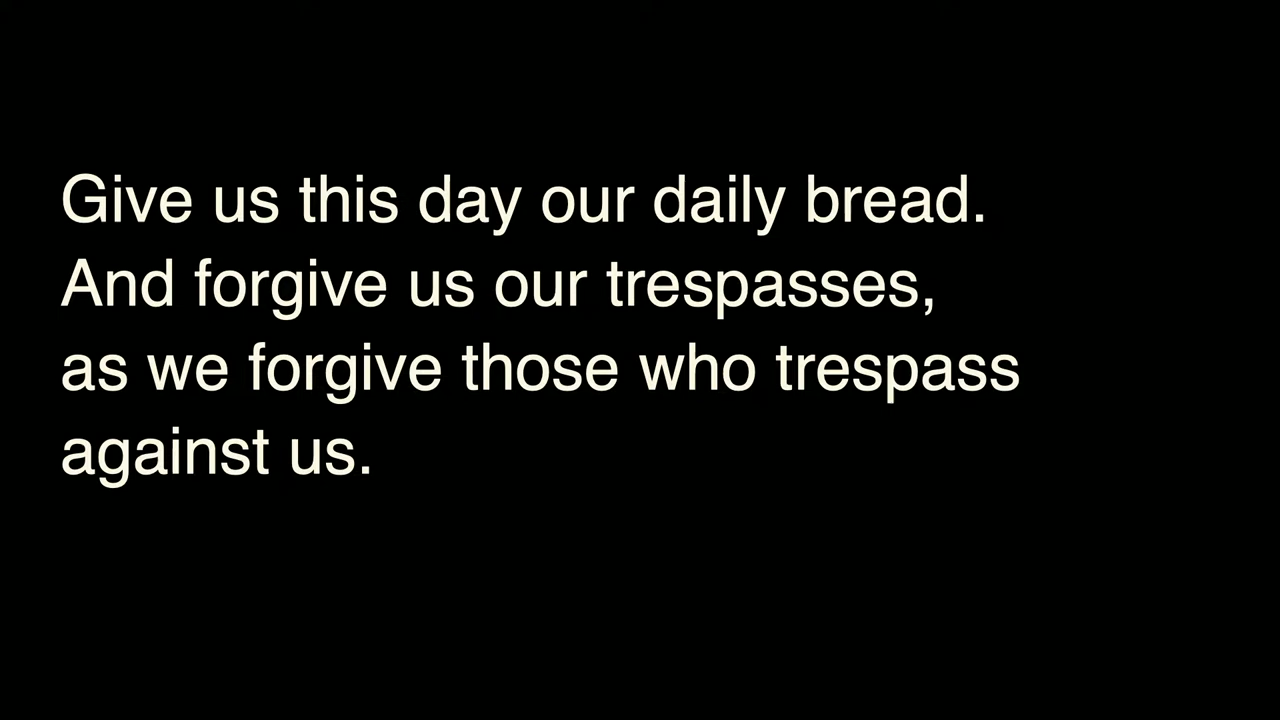 Give us this day our daily bread.
And forgive us our trespasses,
as we forgive those who trespass
against us.